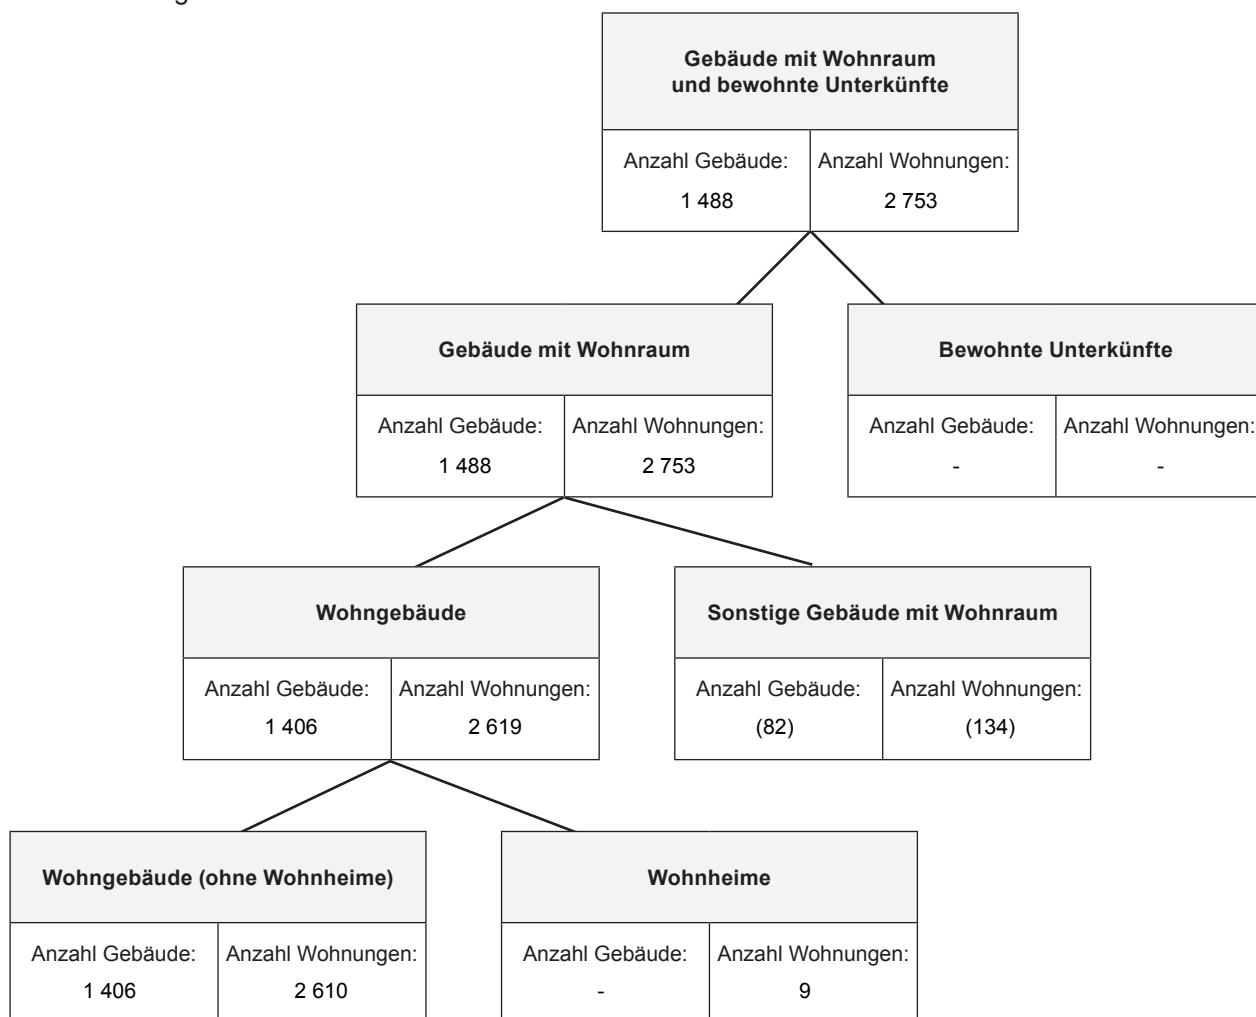 Gebäude mit Wohnraum
und bewohnte Unterkünfte
Anzahl Gebäude: Anzahl Wohnungen:
1 488 2 753
Gebäude mit Wohnraum Bewohnte Unterkünfte
Anzahl Gebäude: Anzahl Wohnungen: Anzahl Gebäude: Anzahl Wohnungen:
1 488 2 753 - -
Wohngebäude Sonstige Gebäude mit Wohnraum
Anzahl Gebäude: Anzahl Wohnungen: Anzahl Gebäude: Anzahl Wohnungen:
1 406 2 619 (82) (134)
Wohngebäude (ohne Wohnheime) Wohnheime
Anzahl Gebäude: Anzahl Wohnungen: Anzahl Gebäude: Anzahl Wohnungen:
1 406 2 610 - 9